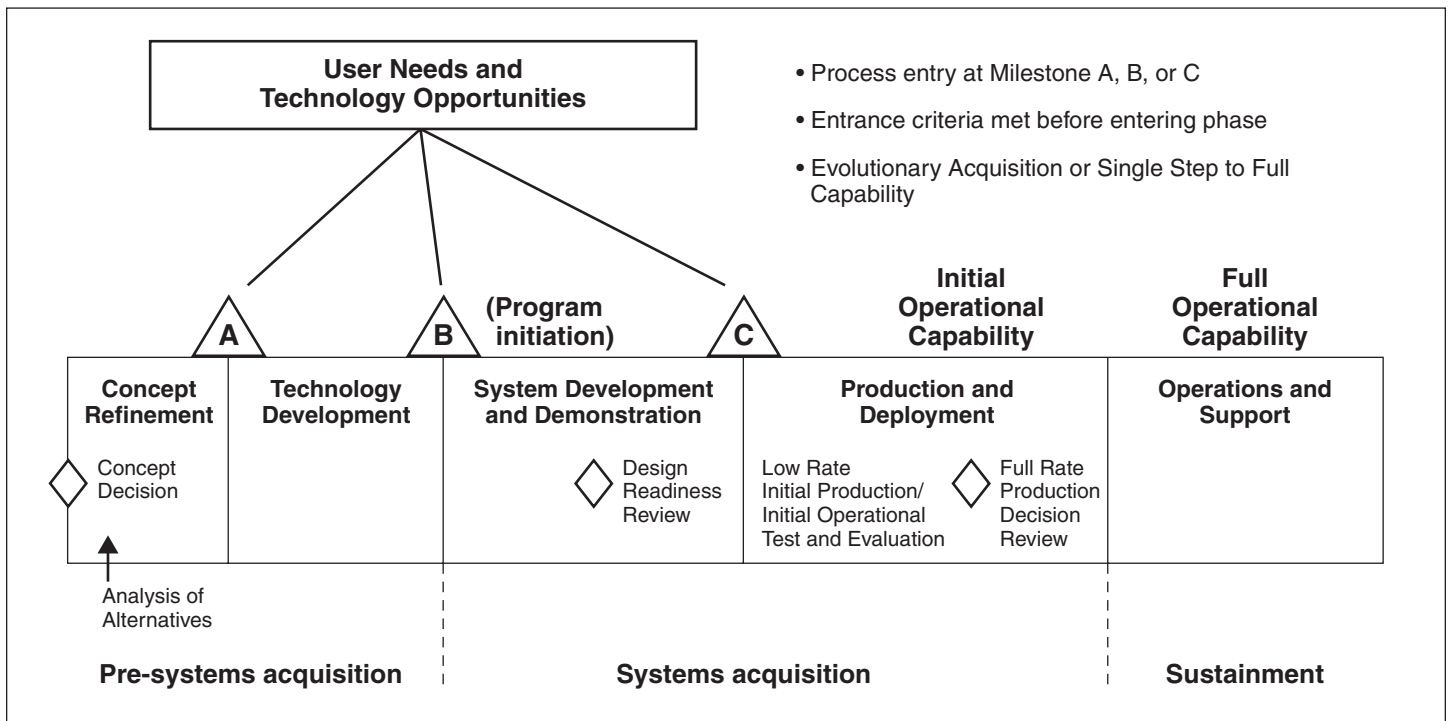 User Needs and
Technology Opportunities
• Process entry at Milestone A, B, or C
• Entrance criteria met before entering phase
• Evolutionary Acquisition or Single Step to Full
Capability
A
B
(Program
initiation)
C
Initial
Operational
Capability
Full
Operational
Capability
Concept
Refinement
Technology
Development
System Development
and Demonstration
Production and
Deployment
Operations and
Support
Concept
Decision
Design
Readiness
Review
Low Rate
Initial Production/
Initial Operational
Test and Evaluation
Full Rate
Production
Decision
Review
Analysis of
Alternatives
Pre-systems acquisition
Systems acquisition
Sustainment